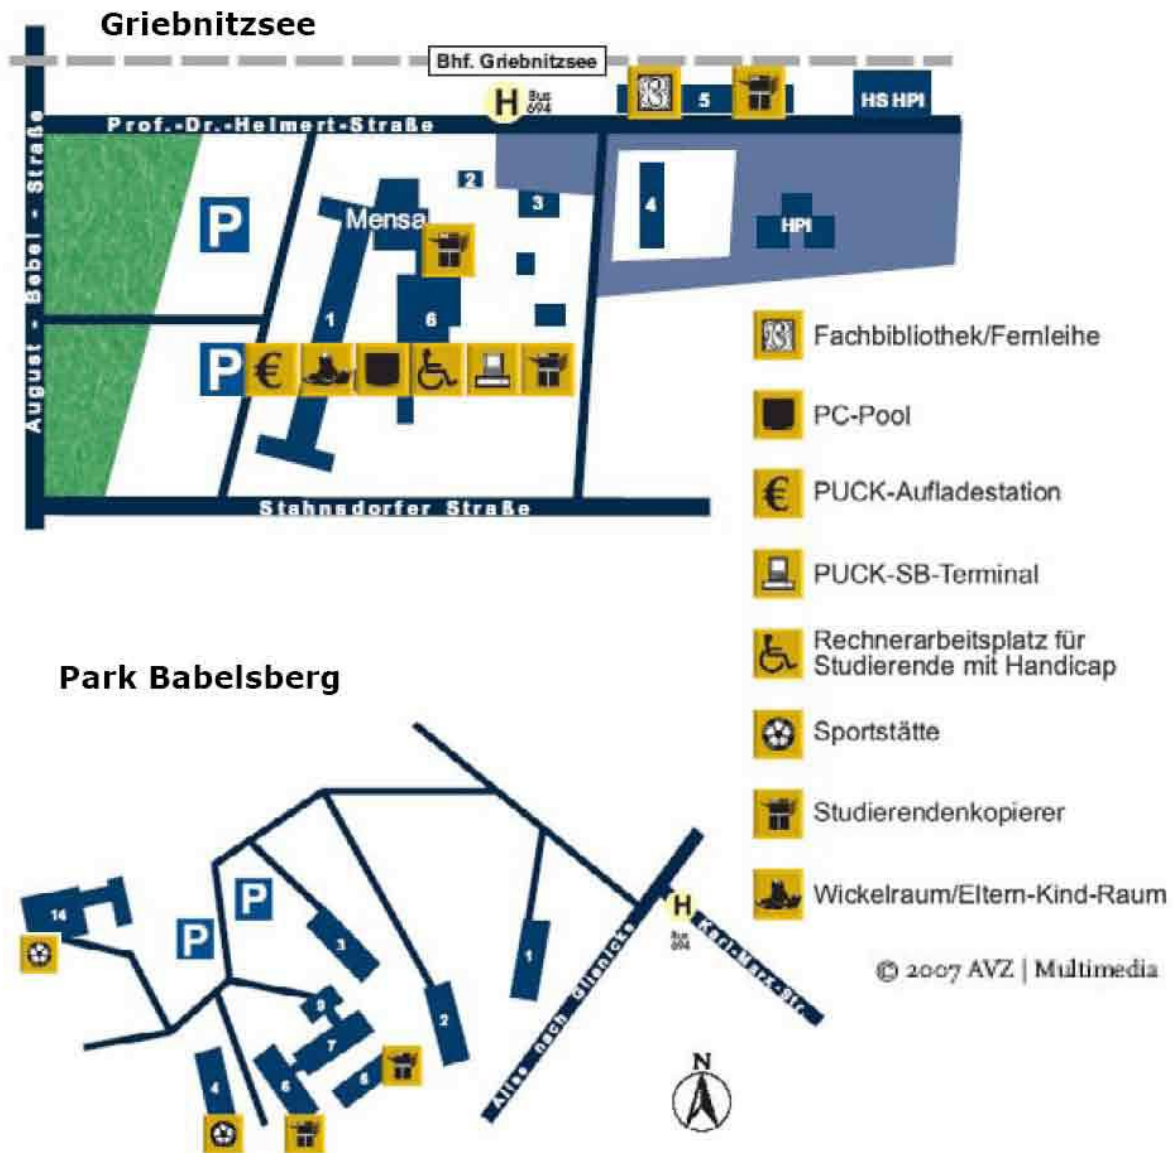 Griebnitzsee
Bhf. Griebnitzsee
H Bus
694
5
HS HPI
Prof.-Dr.-Helmert-Straße
August - Bebel - Straße
P
Mensa
2
3
4
HPI
1
6
P
€
Stahnsdorfer Straße
Fachbibliothek/Fernleihe
PC-Pool
€ PUCK-Aufladestation
PUCK-SB-Terminal
Rechnerarbeitsplatz für
Studierende mit Handicap
Sportstätte
Studierendenkopierer
Wickelraum/Eltern-Kind-Raum
© 2007 AVZ | Multimedia
Park Babelsberg
14
P
P
3
1
2
9
7
4
H
Bus
694
Karl-Marx-Str.
Allee nach Glienicke
N